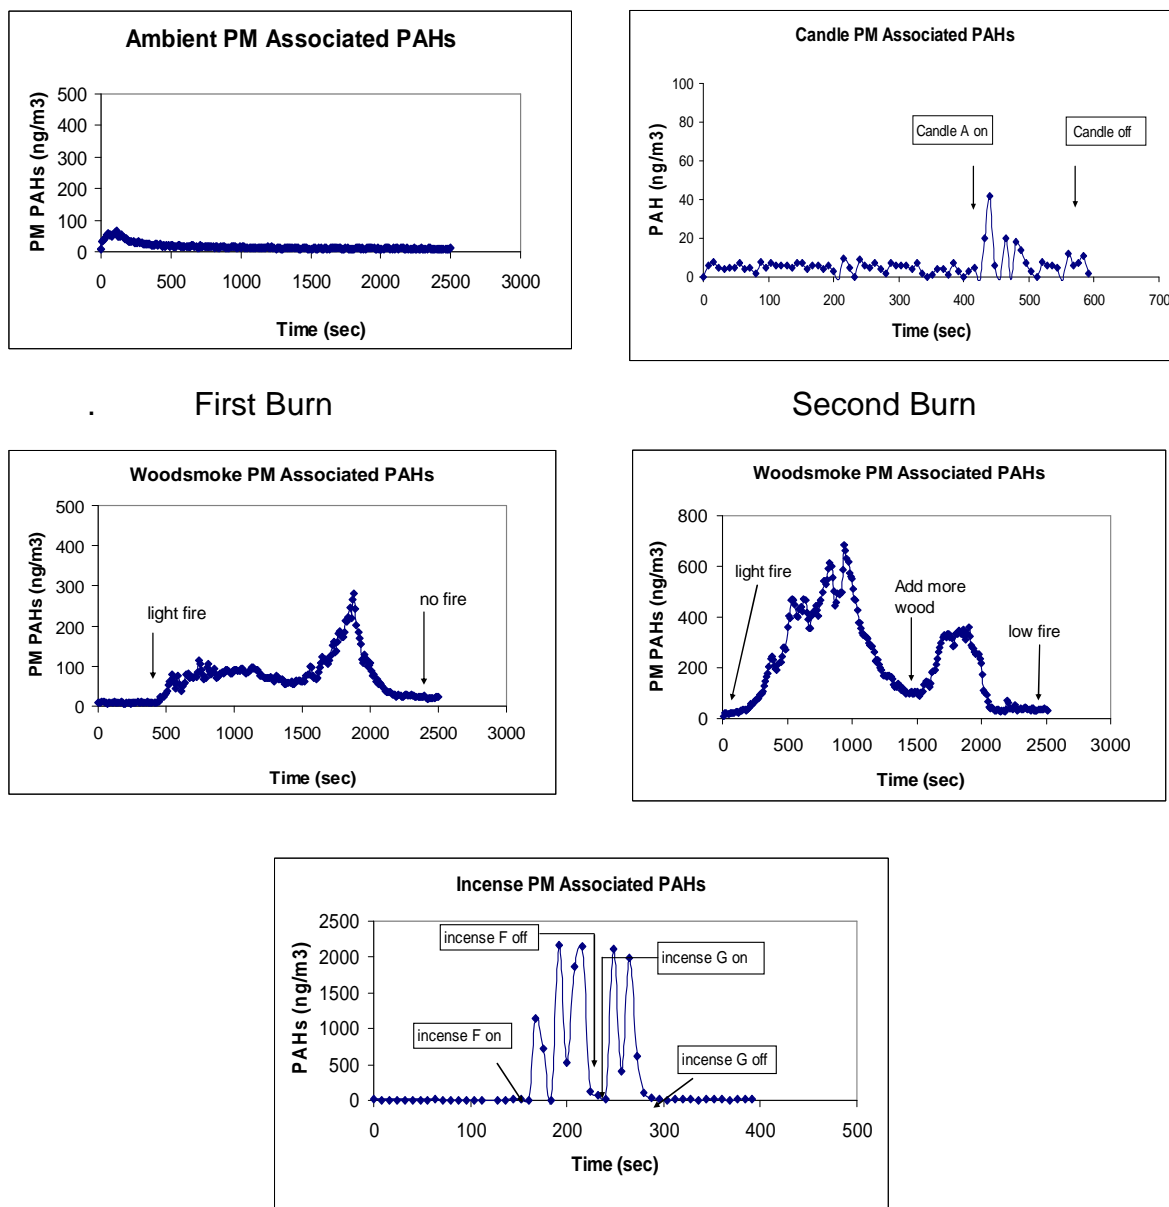 Ambient PM Associated PAHs
PM PAHs (ng/m3)
500
400
300
200
100
0
0 500 1000 1500 2000 2500 3000
Time (sec)
Candle PM Associated PAHs
PAH (ng/m3)
100
80
60
40
20
0
Candle A on
Candle off
0 100 200 300 400 500 600 700
Time (sec)
. First Burn
Second Burn
Woodsmoke PM Associated PAHs
PM PAHs (ng/m3)
500
400
300
200
100
0
light fire
no fire
0 500 1000 1500 2000 2500 3000
Time (sec)
Woodsmoke PM Associated PAHs
PM PAHs (ng/m3)
800
600
400
200
0
light fire
Add more
wood
low fire
0 500 1000 1500 2000 2500 3000
Time (sec)
Incense PM Associated PAHs
PAHs (ng/m3)
2500
2000
1500
1000
500
0
incense F off
incense G on
incense F on
incense G off
0 100 200 300 400 500
Time (sec)